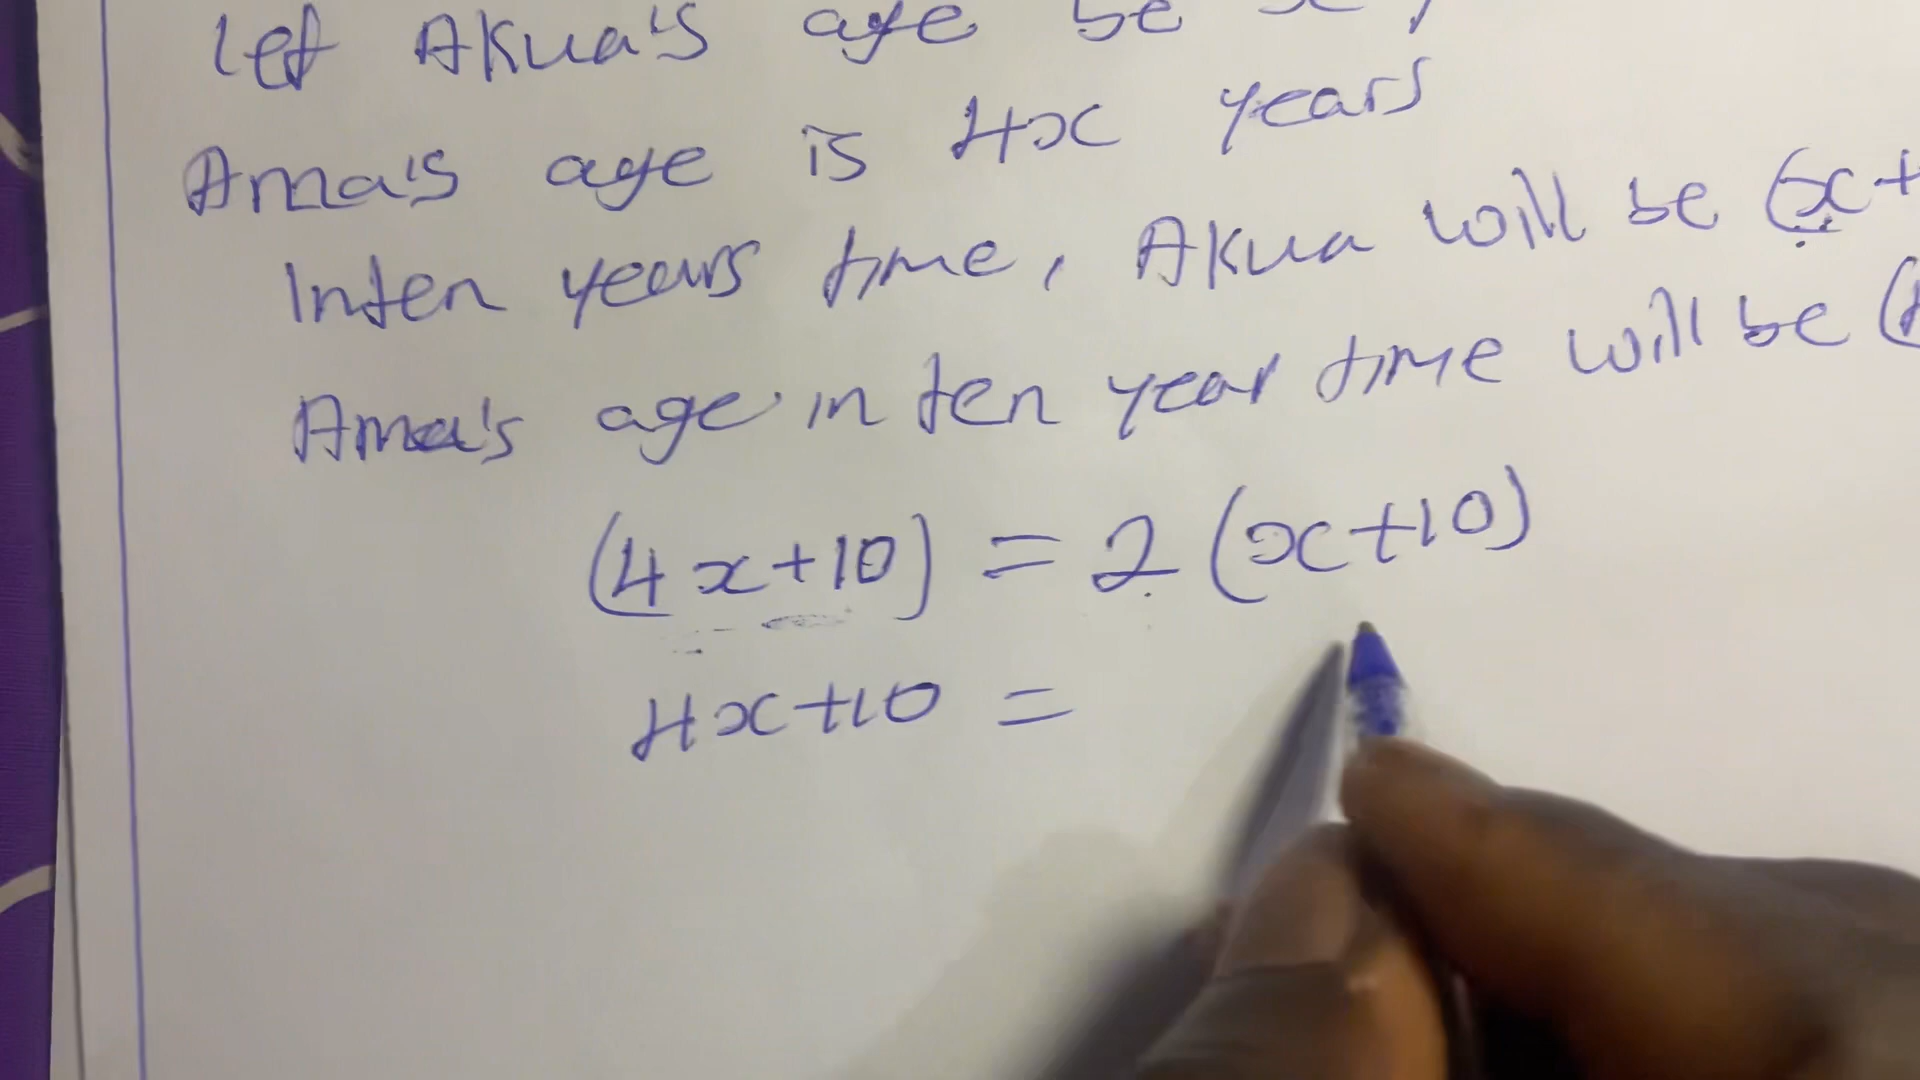 Let Akua's age be x
Ama's age is 4x years
In ten years time, Akua will be (x+
Ama's age in ten year time will be (
(4x+10) = 2(x+10)
4x+10 =